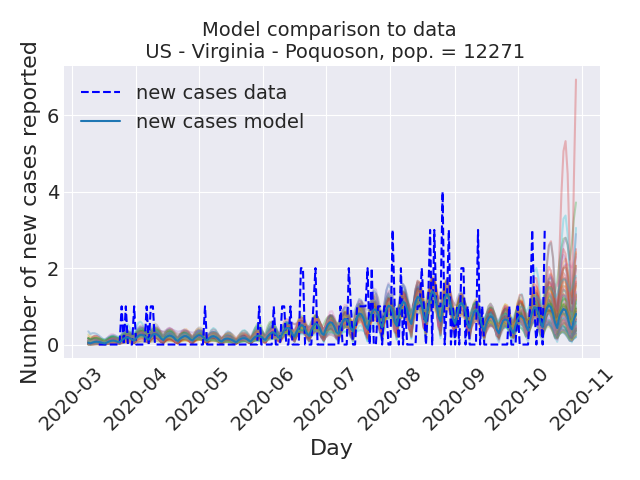 Model comparison to data
US - Virginia - Poquoson, pop. = 12271
new cases data
new cases model
Number of new cases reported
6
4
2
0
2020-03
2020-04
2020-05
2020-06
2020-07
2020-08
2020-09
2020-10
2020-11
Day